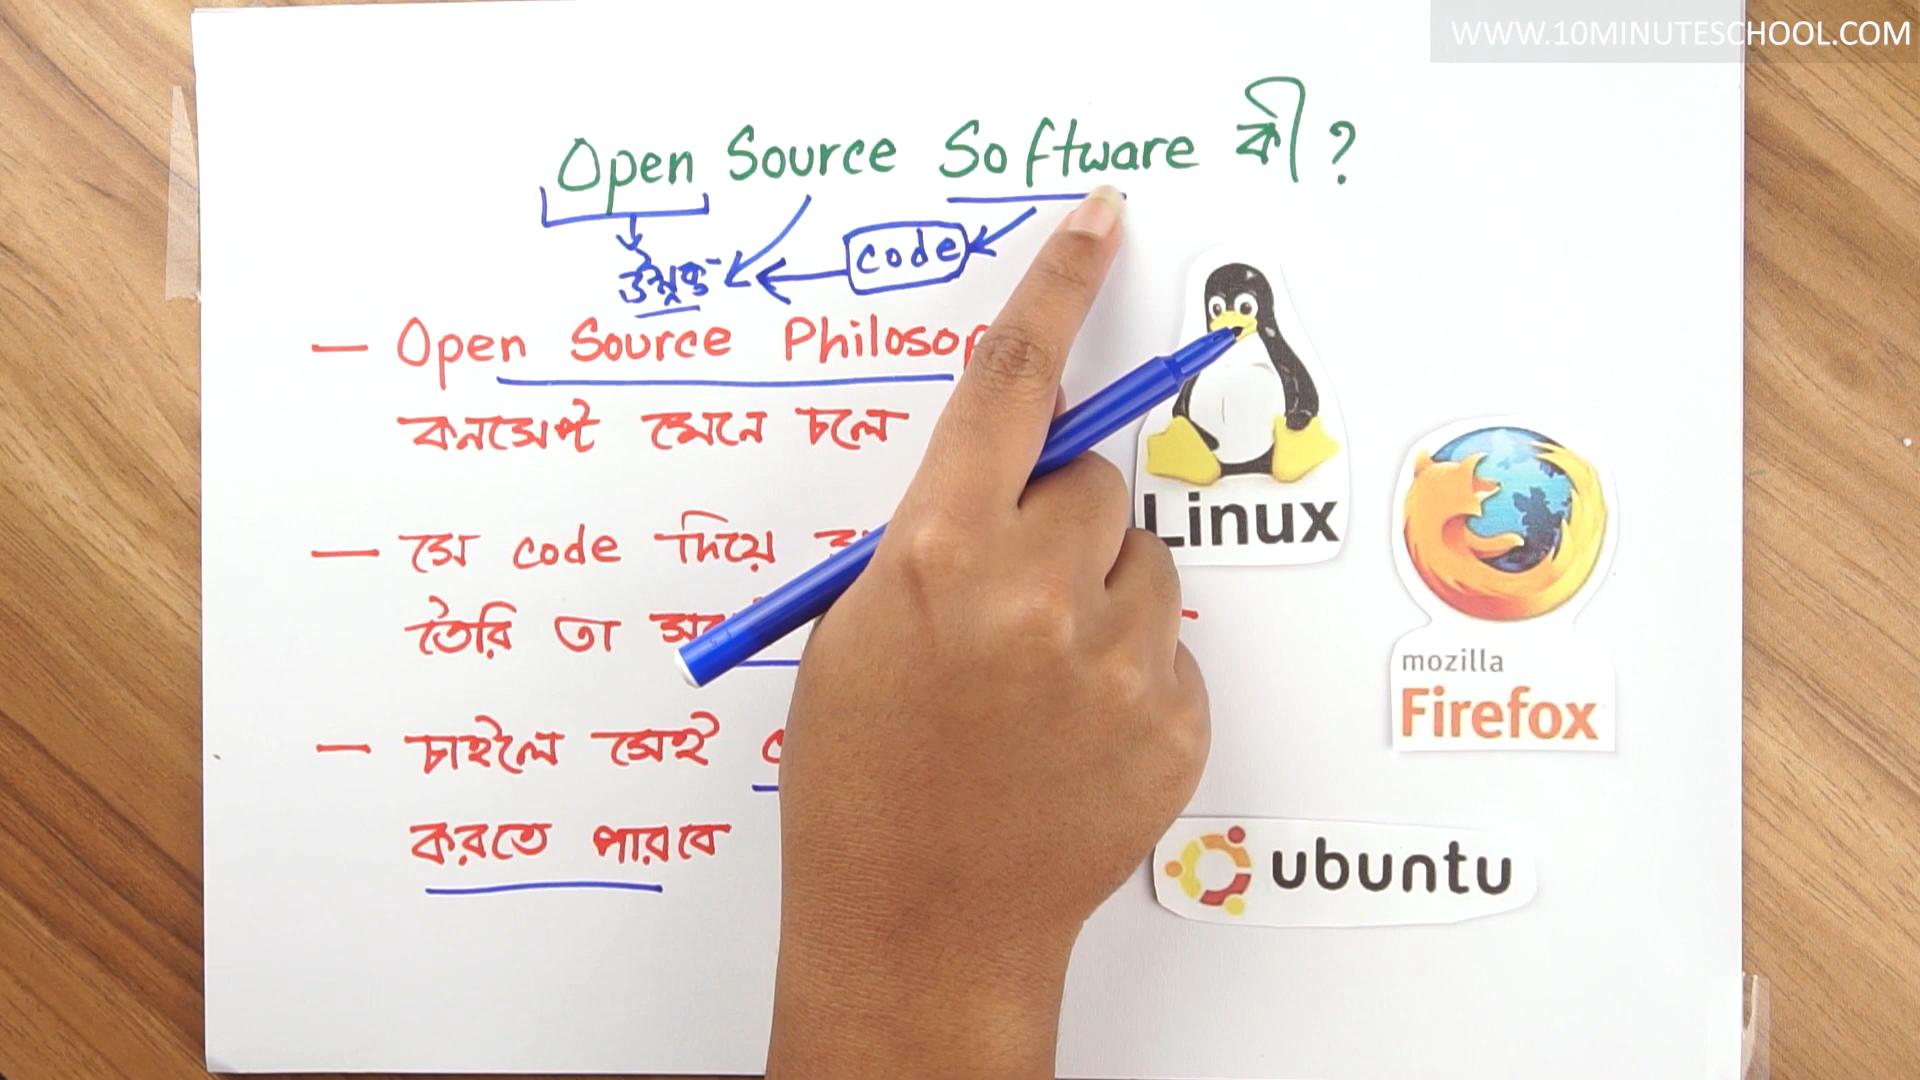 WWW.10MINUTESCHOOL.COM
Open Source Software কী?
code
উন্মুক্ত
— Open Source Philosop
কনসেপ্ট মেনে চলে
— যে code দিয়ে
তৈরি তা
— চাইলে সেই
করতে পারবে
Linux
mozilla
Firefox
ubuntu